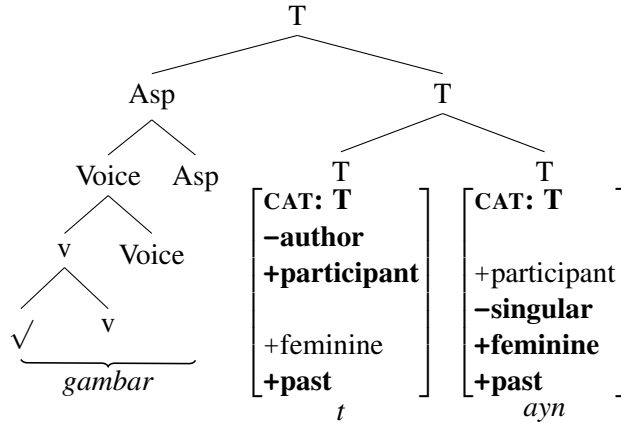 T
Asp T
Voice Asp T T
CAT: T CAT: T
–author
v Voice +participant +participant
–singular
√ v +feminine +feminine
+past +past
gambar t ayn